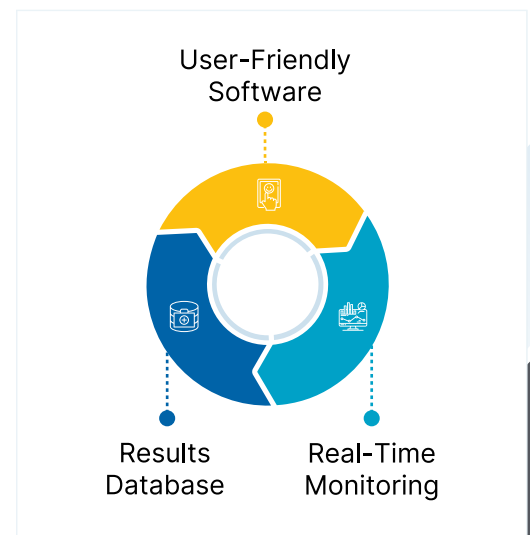 User-Friendly
Software
Results
Database
Real-Time
Monitoring